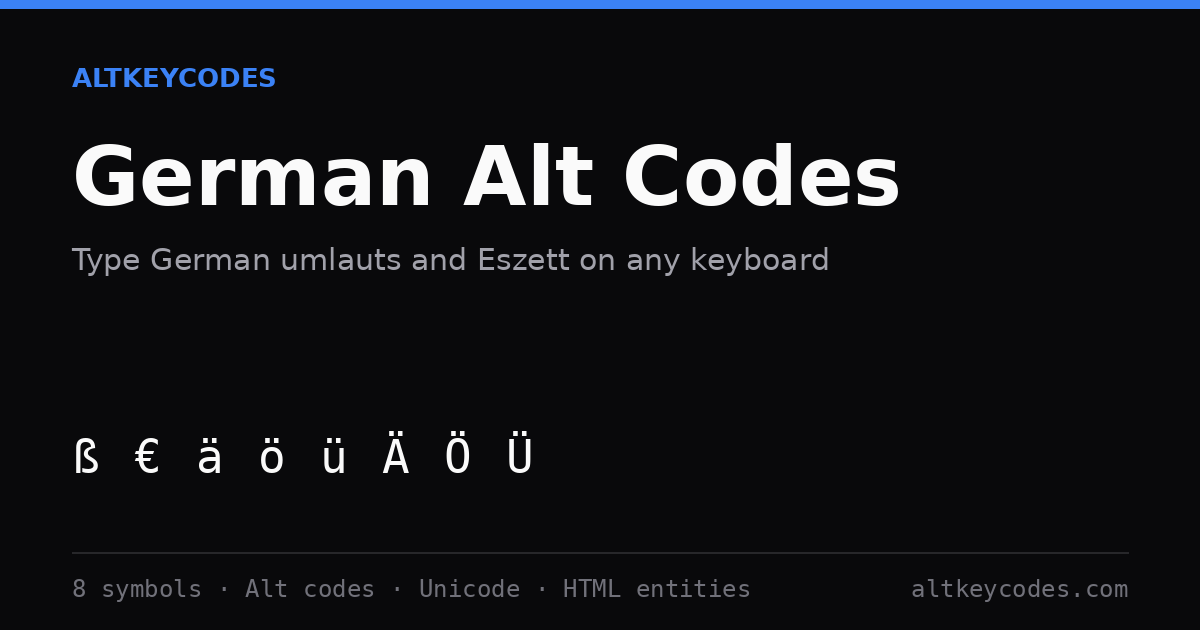 ALTKEYCODES
German Alt Codes
Type German umlauts and Eszett on any keyboard
ß € ä ö ü Ä Ö Ü
8 symbols · Alt codes · Unicode · HTML entities altkeycodes.com